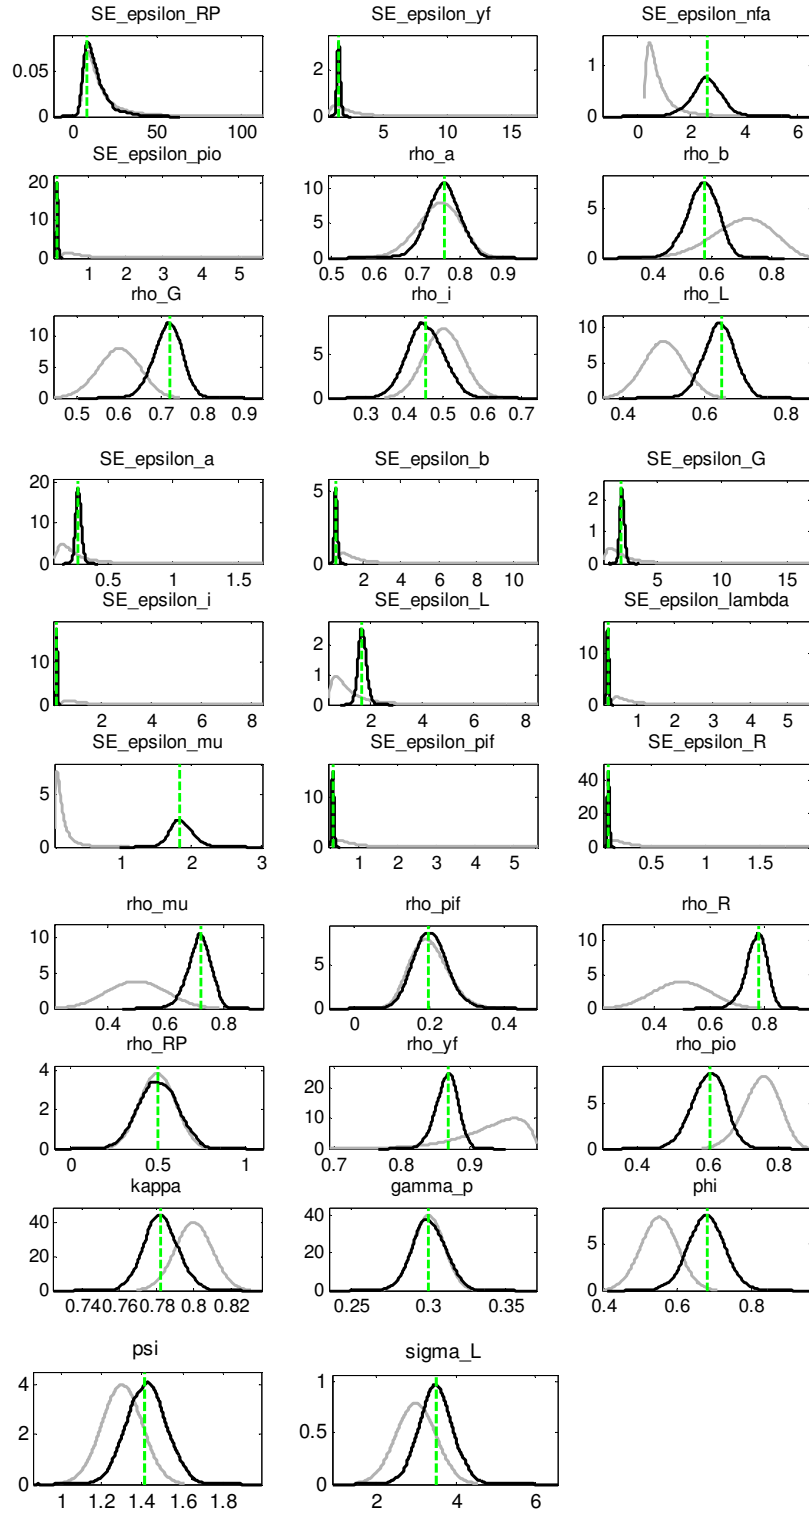 SE_epsilon_RP SE_epsilon_yf SE_epsilon_nfa
0.05
0
0 50 100
2
0
5 10 15
1
0
0 2 4 6
SE_epsilon_pio rho_a rho_b
20
10
0
1 2 3 4 5
10
5
0
0.5 0.6 0.7 0.8 0.9
5
0
0.4 0.6 0.8
rho_G rho_i rho_L
10
5
0
0.5 0.6 0.7 0.8 0.9
5
0
0.3 0.4 0.5 0.6 0.7
10
5
0
0.4 0.6 0.8
SE_epsilon_a SE_epsilon_b SE_epsilon_G
20
10
0
0.5 1 1.5
5
0
2 4 6 8 10
2
1
0
5 10 15
SE_epsilon_i SE_epsilon_L SE_epsilon_lambda
10
0
2 4 6 8
2
1
0
2 4 6 8
10
0
1 2 3 4 5
SE_epsilon_mu SE_epsilon_pif SE_epsilon_R
5
0
1 2 3
10
0
1 2 3 4 5
40
20
0
0.5 1 1.5
rho_mu rho_pif rho_R
10
5
0
0.4 0.6 0.8
5
0
0 0.2 0.4
10
5
0
0.4 0.6 0.8
rho_RP rho_yf rho_pio
4
2
0
0 0.5 1
20
10
0
0.7 0.8 0.9
5
0
0.4 0.6 0.8
kappa gamma_p phi
40
20
0
0.74 0.76 0.78 0.8 0.82
40
20
0
0.25 0.3 0.35
5
0
0.4 0.6 0.8
psi sigma_L
4
2
0
1 1.2 1.4 1.6 1.8
1
0.5
0
2 4 6